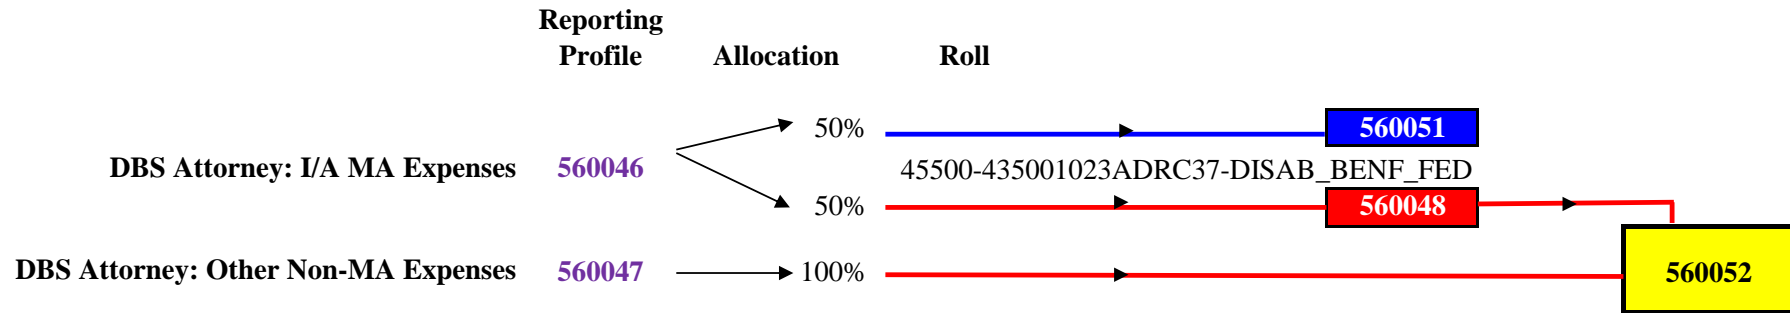 Reporting
Profile Allocation Roll
50% 560051
DBS Attorney: I/A MA Expenses 560046 45500-435001023ADRC37-DISAB_BENF_FED
50% 560048
DBS Attorney: Other Non-MA Expenses 560047 100% 560052